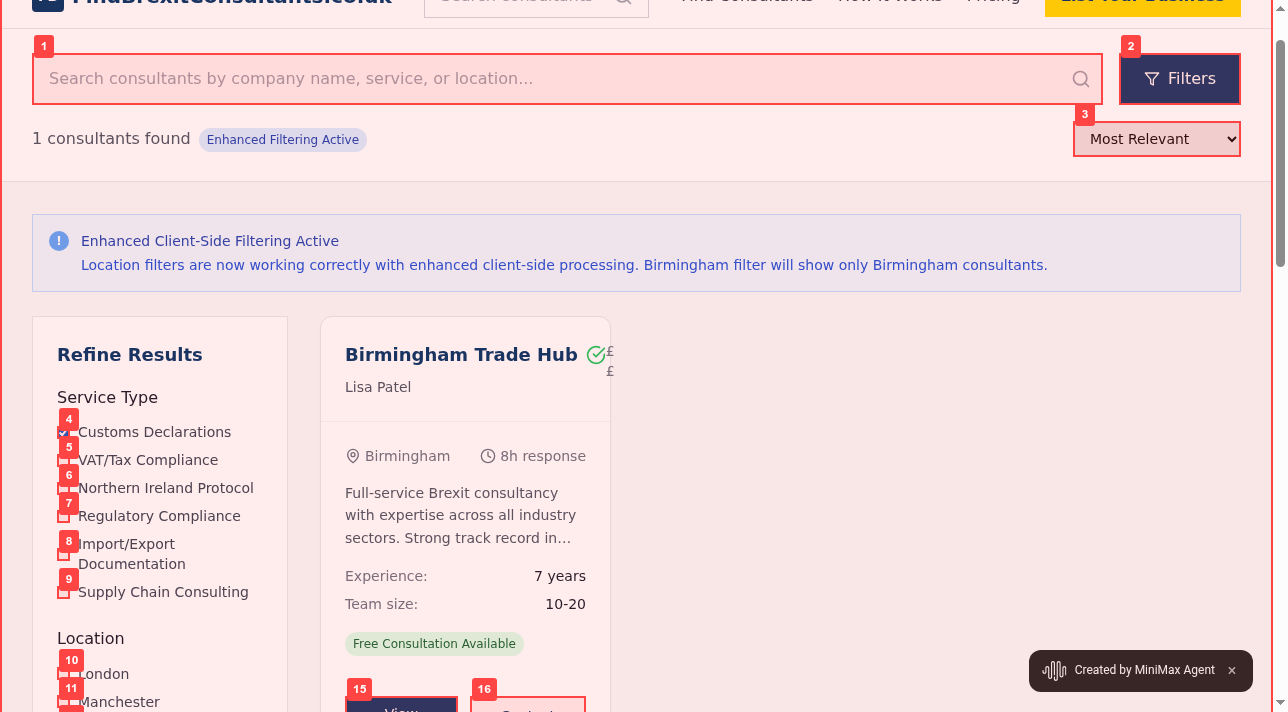 FindBrexitConsultants.co.uk
Search consultants
Find Consultants
How It Works
Pricing
List Your Business
1
Search consultants by company name, service, or location...
2
Filters
1 consultants found
Enhanced Filtering Active
3
Most Relevant
!
Enhanced Client-Side Filtering Active
Location filters are now working correctly with enhanced client-side processing. Birmingham filter will show only Birmingham consultants.
Refine Results
Service Type
4
Customs Declarations
5
VAT/Tax Compliance
6
Northern Ireland Protocol
7
Regulatory Compliance
8
Import/Export
Documentation
9
Supply Chain Consulting
Location
10
London
11
Manchester
Birmingham Trade Hub
£
£
Lisa Patel
Birmingham
8h response
Full-service Brexit consultancy
with expertise across all industry
sectors. Strong track record in...
Experience:
7 years
Team size:
10-20
Free Consultation Available
15
View
16
Created by MiniMax Agent
×